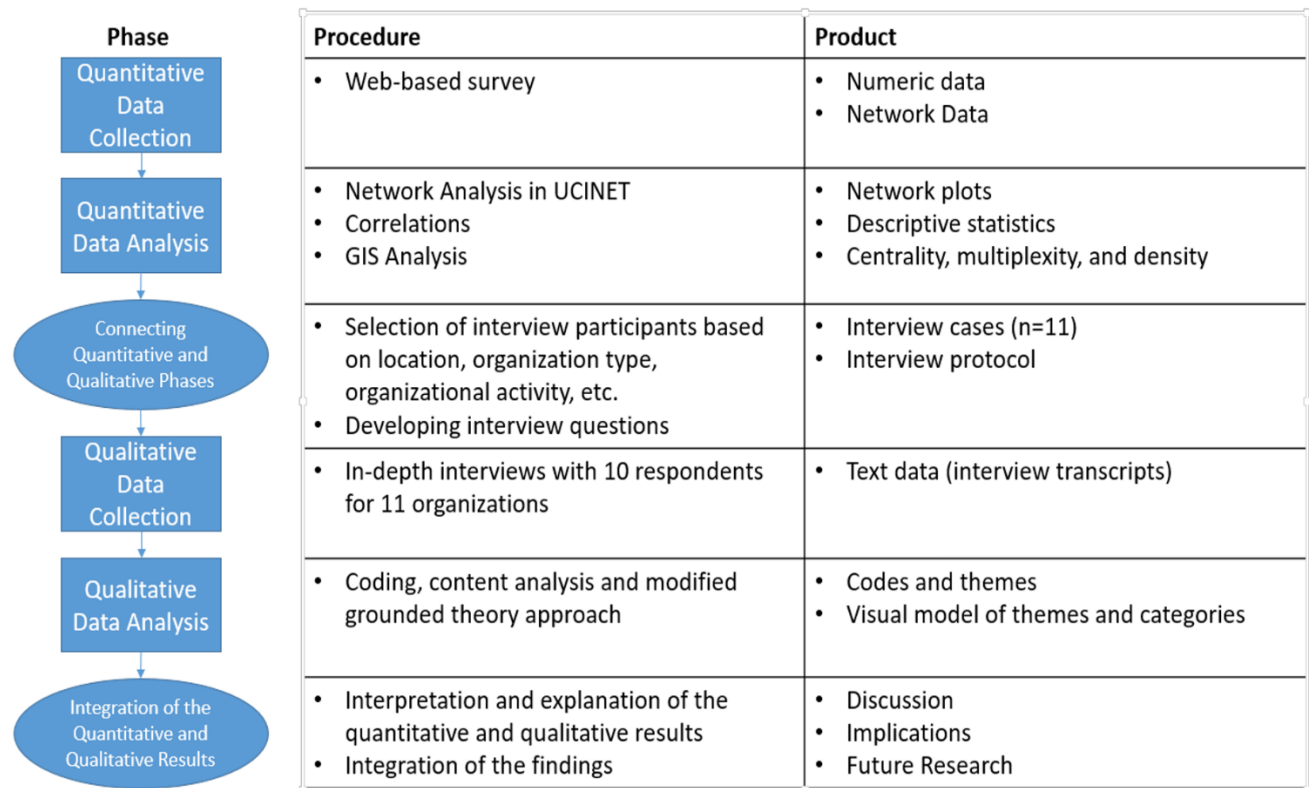 Phase
Procedure
Product
Quantitative
Data
Collection
• Web-based survey
• Numeric data
• Network Data
Quantitative
Data Analysis
• Network Analysis in UCINET
• Correlations
• GIS Analysis
• Network plots
• Descriptive statistics
• Centrality, multiplexity, and density
Connecting
Quantitative and
Qualitative Phases
• Selection of interview participants based
on location, organization type,
organizational activity, etc.
• Developing interview questions
• Interview cases (n=11)
• Interview protocol
Qualitative
Data
Collection
• In-depth interviews with 10 respondents
for 11 organizations
• Text data (interview transcripts)
Qualitative
Data Analysis
• Coding, content analysis and modified
grounded theory approach
• Codes and themes
• Visual model of themes and categories
Integration of the
Quantitative and
Qualitative Results
• Interpretation and explanation of the
quantitative and qualitative results
• Integration of the findings
• Discussion
• Implications
• Future Research